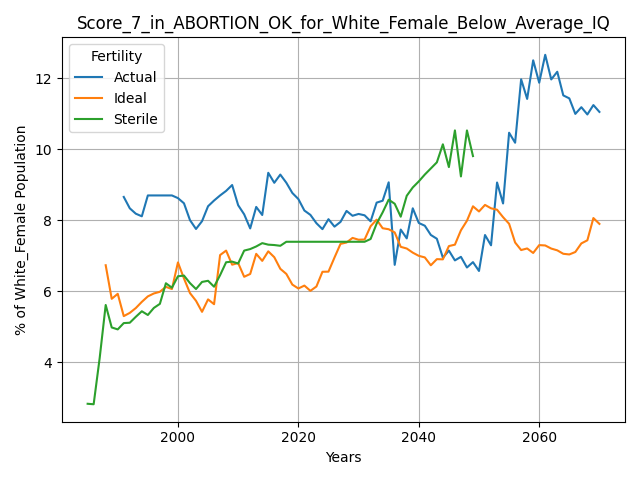 Score_7_in_ABORTION_OK_for_White_Female_Below_Average_IQ
Fertility
Actual
Ideal
Sterile
% of White_Female Population
12
10
8
6
4
2000 2020 2040 2060
Years